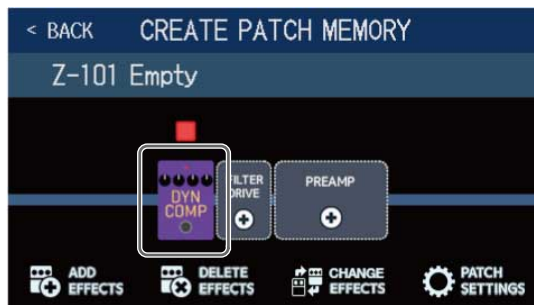 < BACK CREATE PATCH MEMORY
Z-101 Empty
DYN
COMP
FILTER
DRIVE
PREAMP
ADD
EFFECTS
DELETE
EFFECTS
CHANGE
EFFECTS
PATCH
SETTINGS